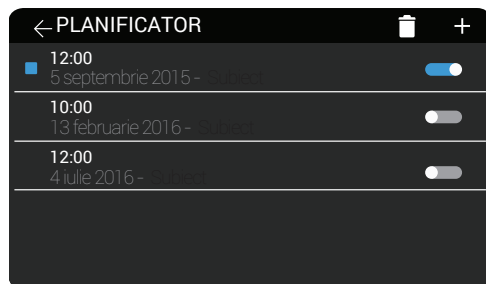 PLANIFICATOR
12:00
5 septembrie 2015 - Subiect
10:00
13 februarie 2016 - Subiect
12:00
4 iulie 2016 - Subiect